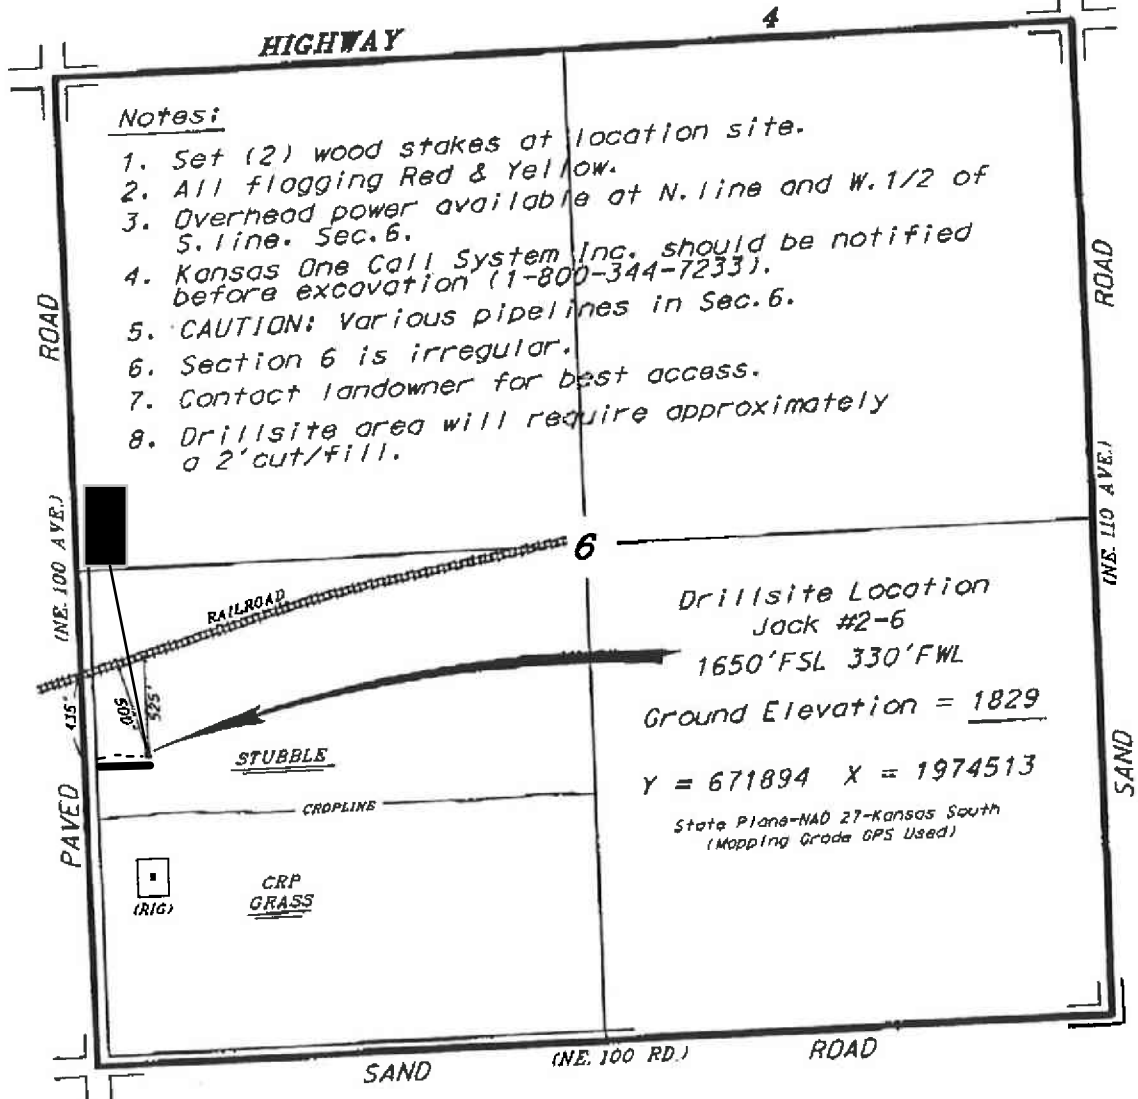 HIGHWAY 4
Notes:
1. Set (2) wood stakes at location site.
2. All flagging Red & Yellow.
3. Overhead power available at N. line and W. 1/2 of
S. line. Sec. 6.
4. Kansas One Call System Inc. should be notified
before excavation (1-800-344-7233).
5. CAUTION: Various pipelines in Sec. 6.
6. Section 6 is irregular.
7. Contact landowner for best access.
8. Drillsite area will require approximately
a 2' cut/fill.
ROAD
ROAD
(NE. 100 AVE.)
(NE. 110 AVE.)
6
RAILROAD
Drillsite Location
Jack #2-6
1650' FSL 330' FWL
Ground Elevation = 1829
Y = 671894 X = 1974513
State Plane-NAD 27-Kansas South
(Mapping Grade GPS Used)
500'
525'
STUBBLE
CROPLINE
PAVED
SAND
(RIG)
CRP
GRASS
SAND (NE. 100 RD.) ROAD